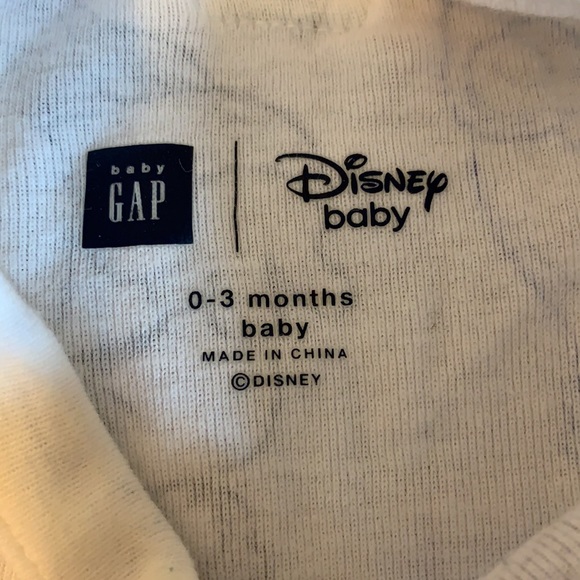 baby
GAP
Disney
baby
0-3 months
baby
MADE IN CHINA
©DISNEY